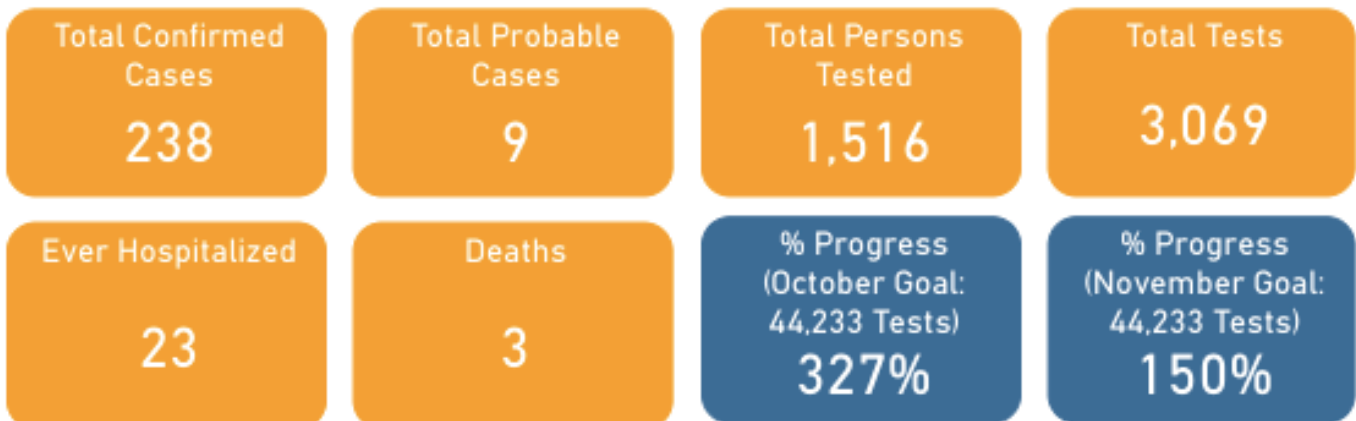 Total Confirmed
Cases
238
Total Probable
Cases
9
Total Persons
Tested
1,516
Total Tests
3,069
Ever Hospitalized
23
Deaths
3
% Progress
(October Goal:
44,233 Tests)
327%
% Progress
(November Goal:
44,233 Tests)
150%